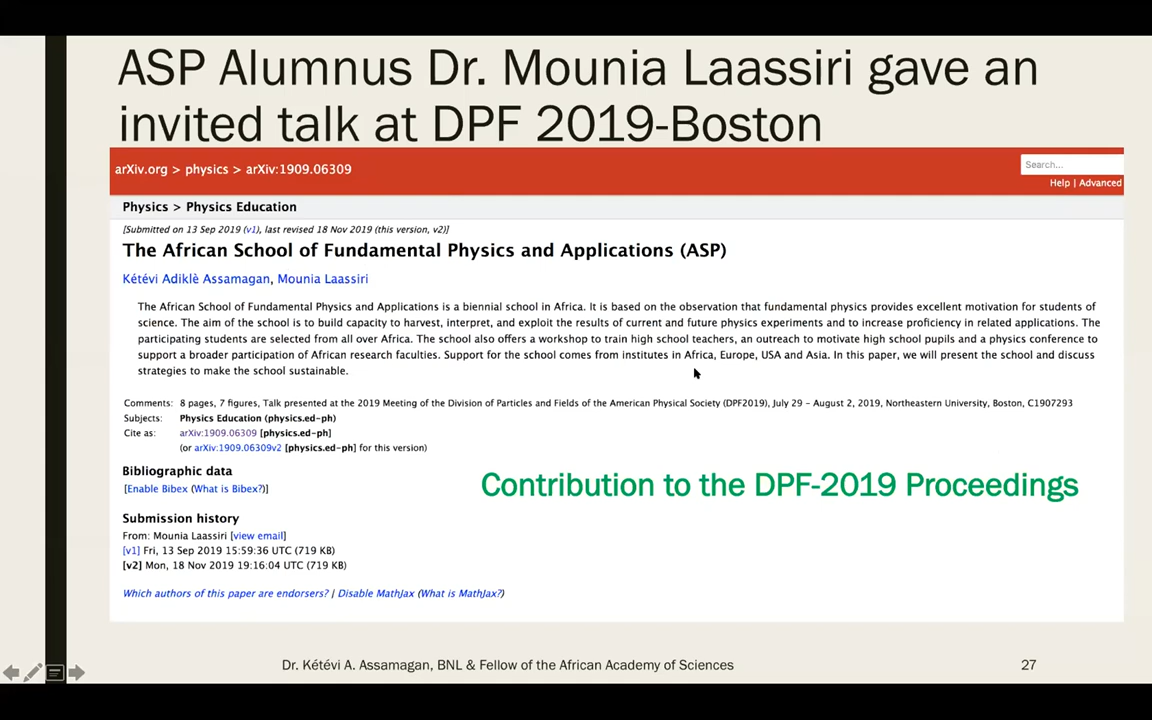 ASP Alumnus Dr. Mounia Laassiri gave an
invited talk at DPF 2019-Boston
arXiv.org > physics > arXiv:1909.06309
Search...
Help | Advanced
Physics > Physics Education
[Submitted on 13 Sep 2019 (v1), last revised 18 Nov 2019 (this version, v2)]
The African School of Fundamental Physics and Applications (ASP)
Kétévi Adiklè Assamagan, Mounia Laassiri
The African School of Fundamental Physics and Applications is a biennial school in Africa. It is based on the observation that fundamental physics provides excellent motivation for students of
science. The aim of the school is to build capacity to harvest, interpret, and exploit the results of current and future physics experiments and to increase proficiency in related applications. The
participating students are selected from all over Africa. The school also offers a workshop to train high school teachers, an outreach to motivate high school pupils and a physics conference to
support a broader participation of African research faculties. Support for the school comes from institutes in Africa, Europe, USA and Asia. In this paper, we will present the school and discuss
strategies to make the school sustainable.
Comments: 8 pages, 7 figures, Talk presented at the 2019 Meeting of the Division of Particles and Fields of the American Physical Society (DPF2019), July 29 - August 2, 2019, Northeastern University, Boston, C1907293
Subjects: Physics Education (physics.ed-ph)
Cite as: arXiv:1909.06309 [physics.ed-ph]
(or arXiv:1909.06309v2 [physics.ed-ph] for this version)
Bibliographic data
[Enable Bibex (What is Bibex?)]
Contribution to the DPF-2019 Proceedings
Submission history
From: Mounia Laassiri [view email]
[v1] Fri, 13 Sep 2019 15:59:36 UTC (719 KB)
[v2] Mon, 18 Nov 2019 19:16:04 UTC (719 KB)
Which authors of this paper are endorsers? | Disable MathJax (What is MathJax?)
Dr. Kétévi A. Assamagan, BNL & Fellow of the African Academy of Sciences
27